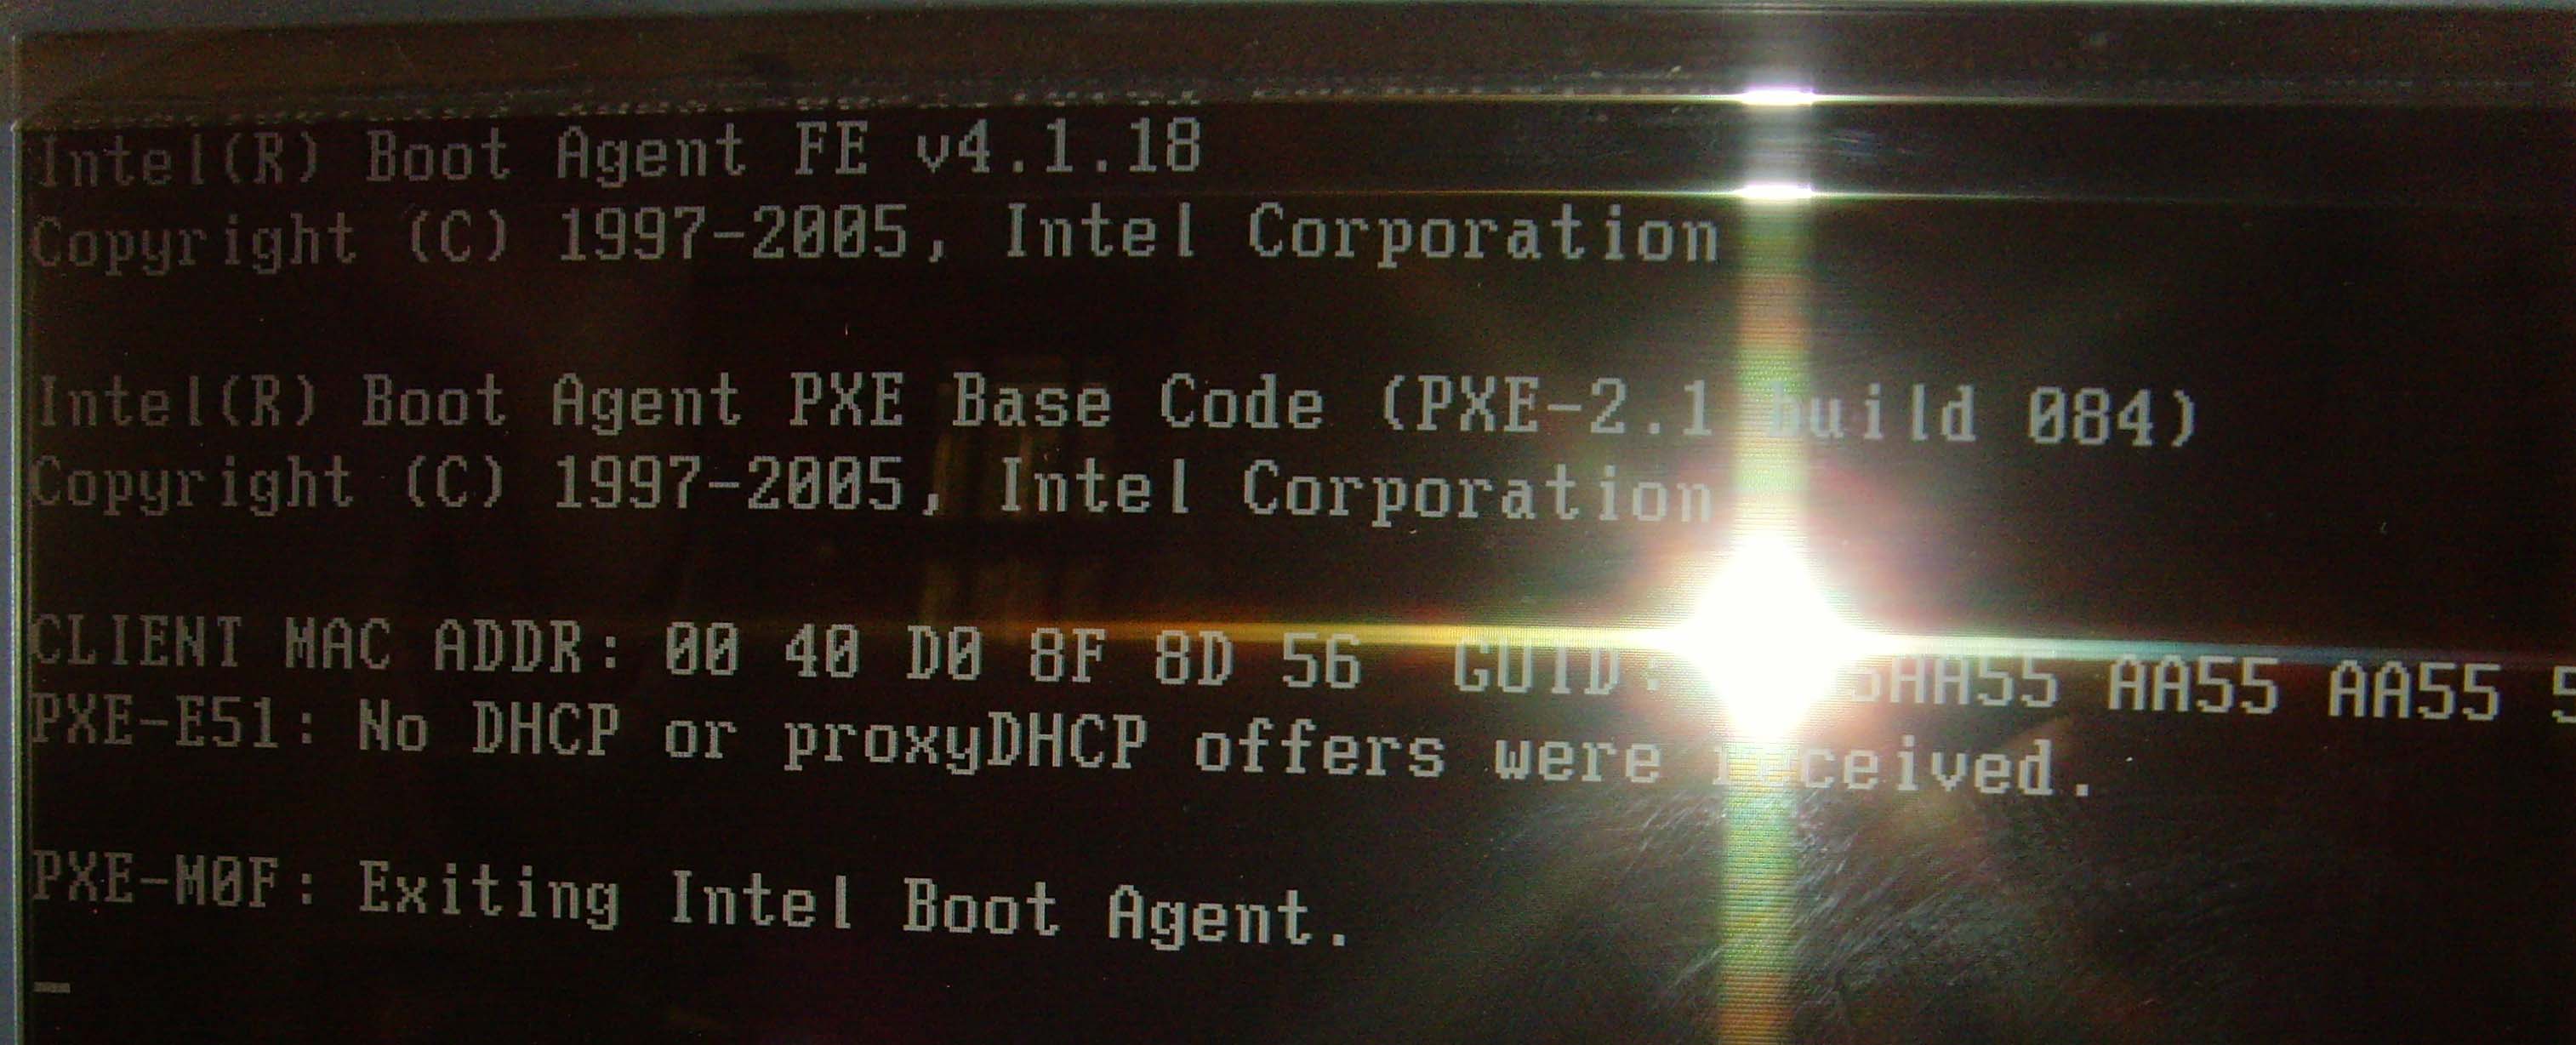 Intel(R) Boot Agent FE v4.1.18
Copyright (C) 1997-2005, Intel Corporation
Intel(R) Boot Agent PXE Base Code (PXE-2.1 build 084)
Copyright (C) 1997-2005, Intel Corporation
CLIENT MAC ADDR: 00 40 D0 8F 8D 56 GUID: AA55 AA55
PXE-E51: No DHCP or proxyDHCP offers were received.
PXE-M0F: Exiting Intel Boot Agent.